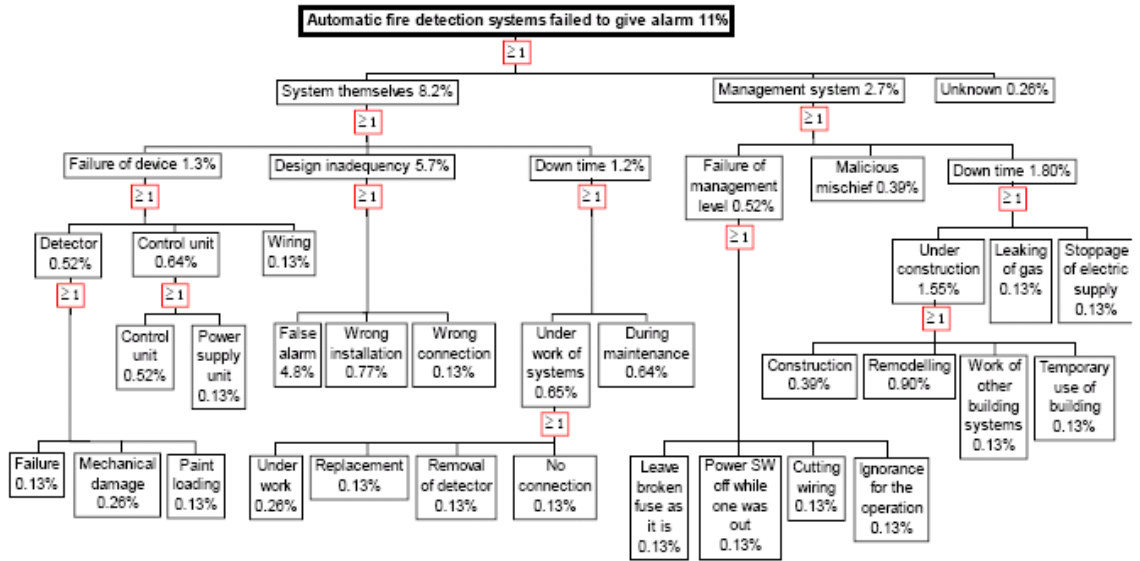 Automatic fire detection systems failed to give alarm 11%
≥1
System themselves 8.2%
Management system 2.7%
Unknown 0.26%
≥1
≥1
Failure of device 1.3%
Design inadequency 5.7%
Down time 1.2%
Failure of
management
level 0.52%
Malicious
mischief 0.39%
Down time 1.80%
≥1
≥1
≥1
≥1
≥1
Detector
0.52%
Control unit
0.64%
Wiring
0.13%
Under
construction
1.55%
Leaking
of gas
0.13%
Stoppage
of electric
supply
0.13%
≥1
≥1
≥1
Control
unit
0.52%
Power
supply
unit
0.13%
False
alarm
4.8%
Wrong
installation
0.77%
Wrong
connection
0.13%
Under
work of
systems
0.65%
During
maintenance
0.64%
Construction
0.39%
Remodelling
0.90%
Work of
other
building
systems
0.13%
Temporary
use of
building
0.13%
≥1
Failure
0.13%
Mechanical
damage
0.26%
Paint
loading
0.13%
Under
work
0.26%
Replacement
0.13%
Removal
of detector
0.13%
No
connection
0.13%
Leave
broken
fuse as
it is
0.13%
Power SW
off while
one was
out
0.13%
Cutting
wiring
0.13%
Ignorance
for the
operation
0.13%